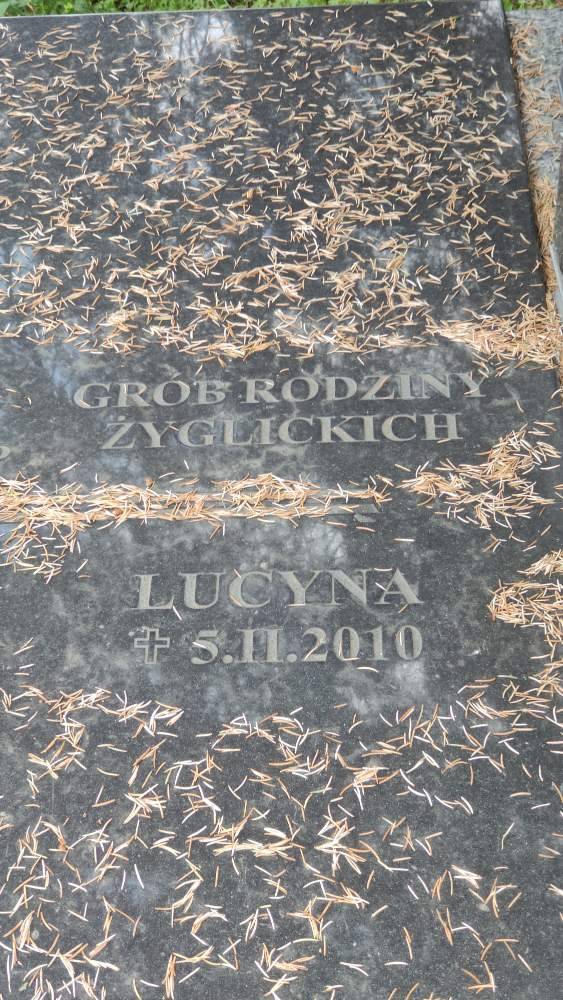 GRÓB RODZINY
ŻYGLICKICH
LUCYNA
✝ 5.II.2010